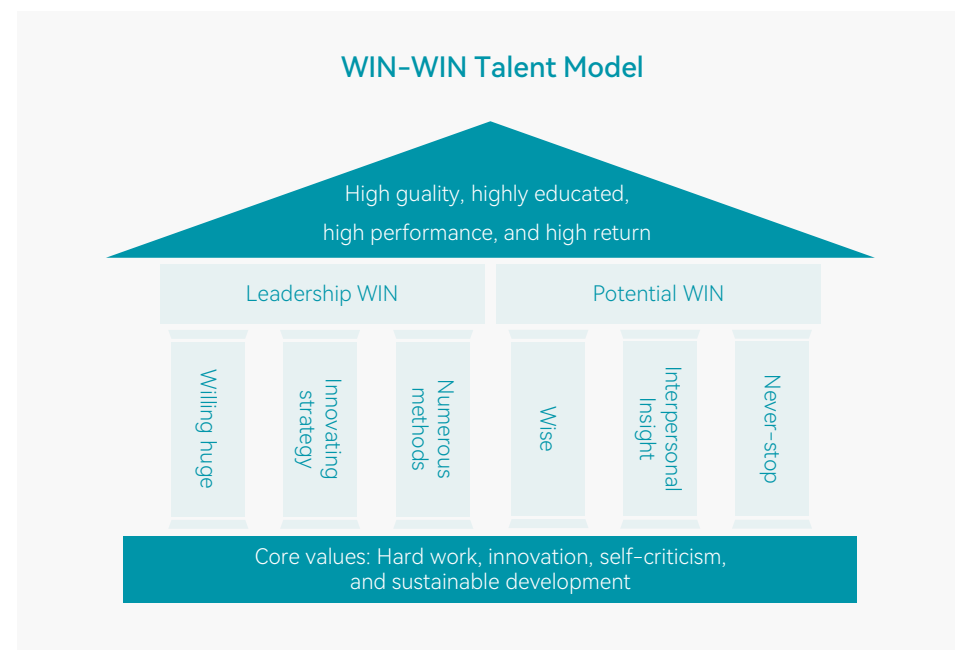 WIN-WIN Talent Model
High guality, highly educated,
high performance, and high return
Leadership WIN
Potential WIN
Willing huge
Innovating
strategy
Numerous
methods
Wise
Interpersonal
Insight
Never-stop
Core values: Hard work, innovation, self-criticism,
and sustainable development